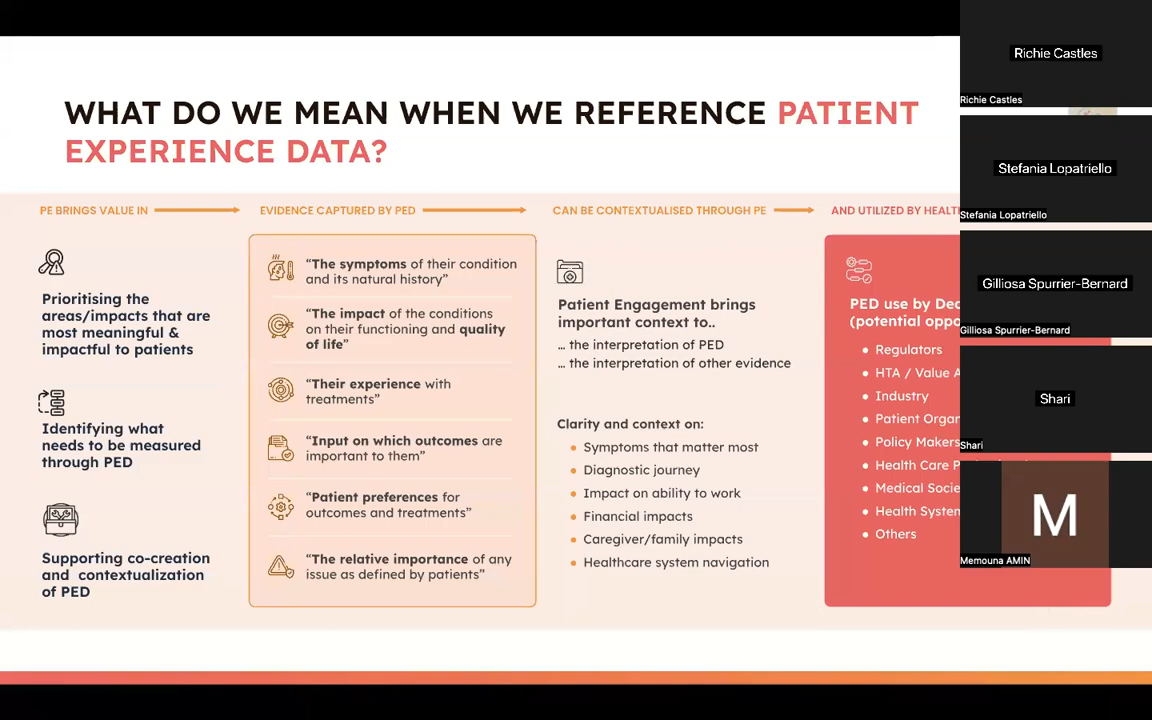 WHAT DO WE MEAN WHEN WE REFERENCE PATIENT
EXPERIENCE DATA?
PE BRINGS VALUE IN
Prioritising the
areas/impacts that are
most meaningful &
impactful to patients
Identifying what
needs to be measured
through PED
Supporting co-creation
and contextualization
of PED
EVIDENCE CAPTURED BY PED
“The symptoms of their condition
and its natural history”
“The impact of the conditions
on their functioning and quality
of life”
“Their experience with
treatments”
“Input on which outcomes are
important to them”
“Patient preferences for
outcomes and treatments”
“The relative importance of any
issue as defined by patients”
CAN BE CONTEXTUALISED THROUGH PE
Patient Engagement brings
important context to..
… the interpretation of PED
… the interpretation of other evidence
Clarity and context on:
• Symptoms that matter most
• Diagnostic journey
• Impact on ability to work
• Financial impacts
• Caregiver/family impacts
• Healthcare system navigation
AND UTILIZED BY
PED use by
(potential
• Regulators
• HTA / Value
• Industry
• Patient
• Policy Makers
• Health Care
• Medical
• Health
• Others
Richie Castles
Richie Castles
Stefania Lopatriello
Stefania Lopatriello
Gilliosa Spurrier-Bernard
Gilliosa Spurrier-Bernard
Shari
Shari
M
Memouna AMIN